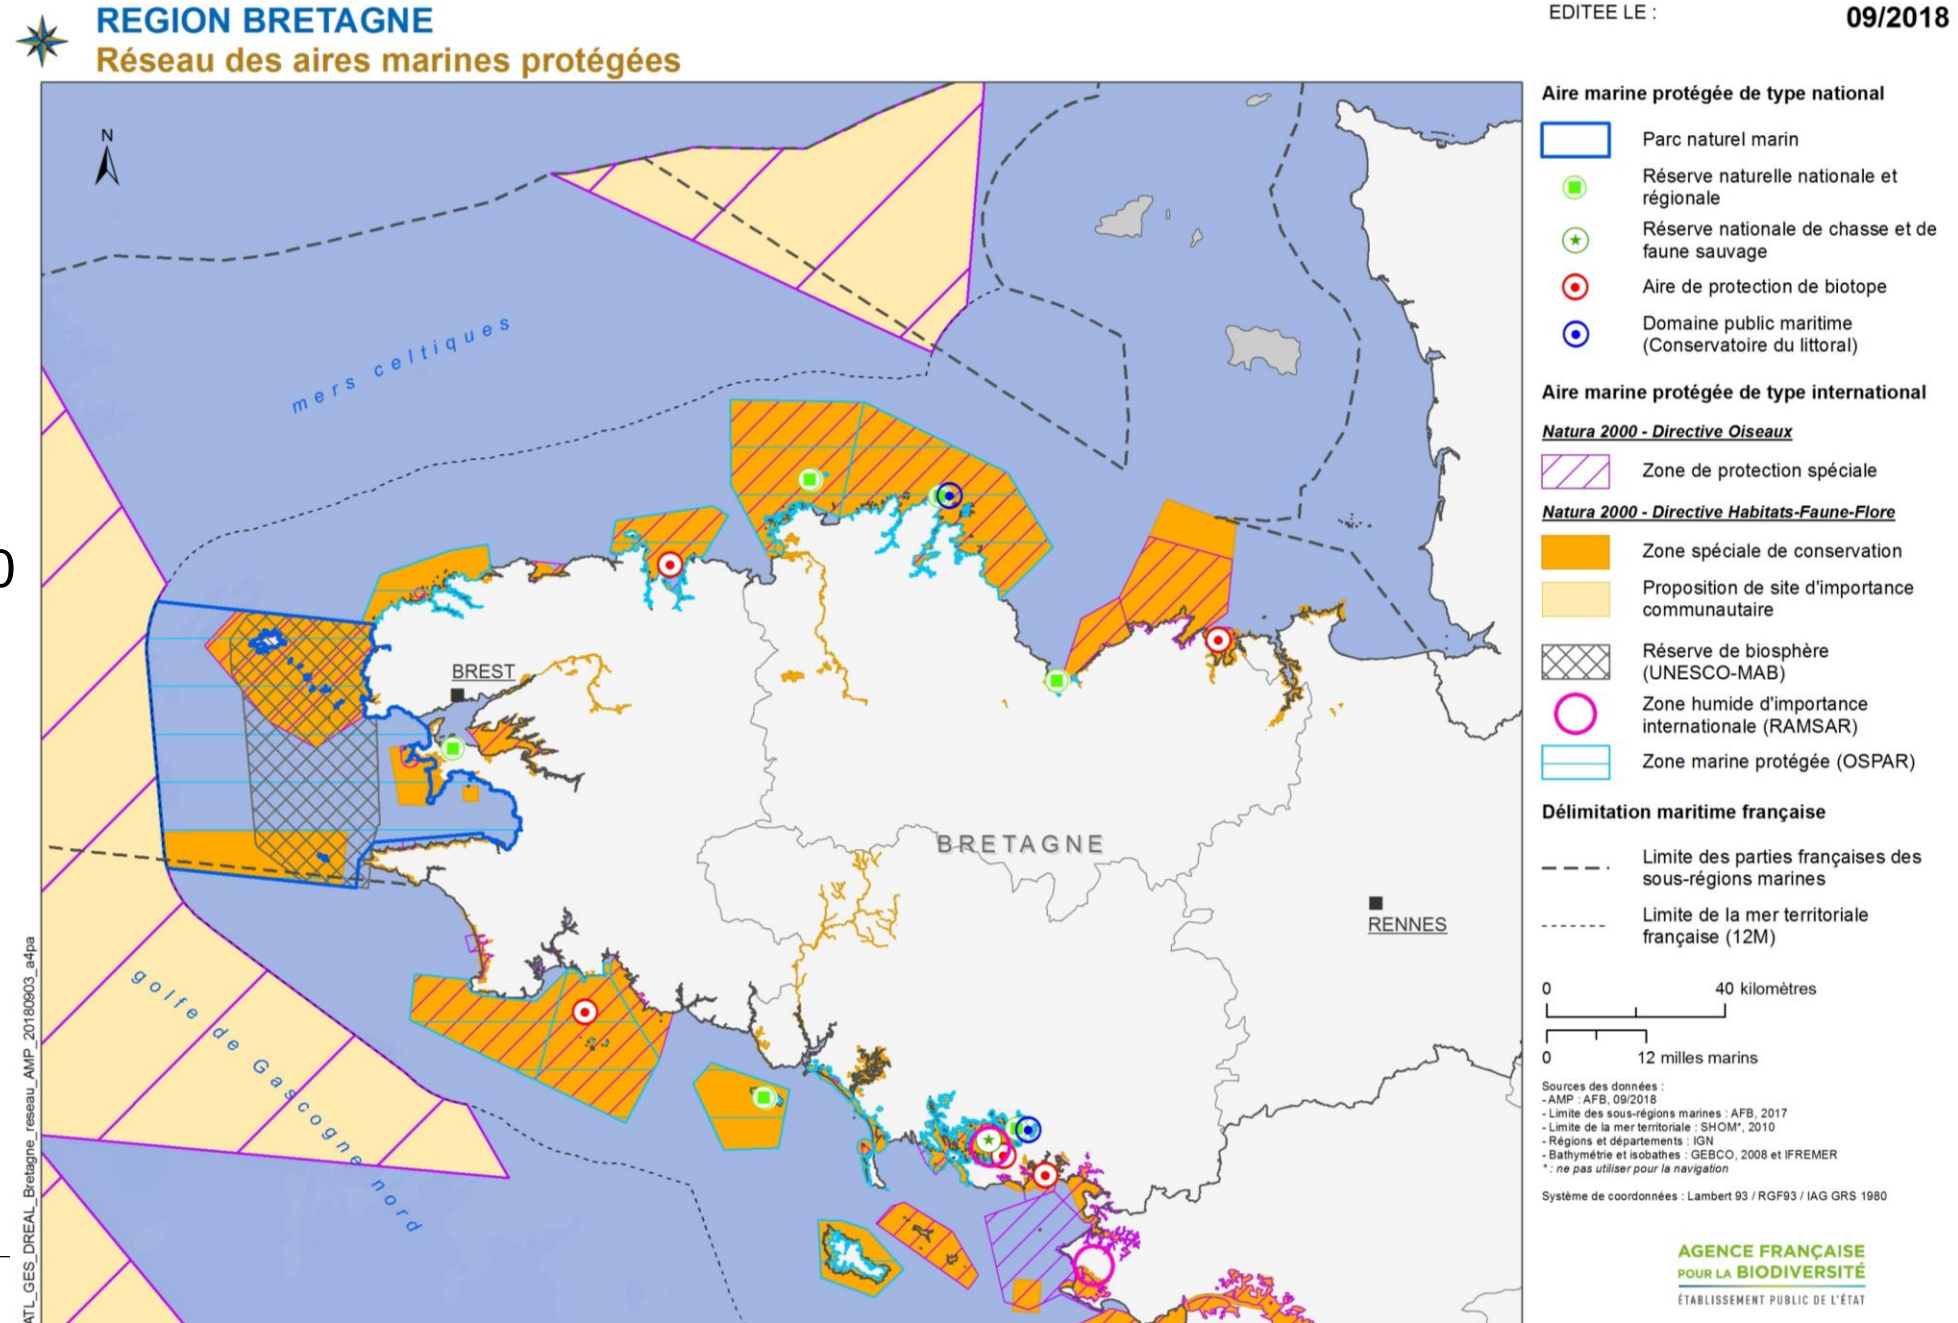 REGION BRETAGNE
Réseau des aires marines protégées
EDITEE LE :
09/2018
N
mers celtiques
BREST
BRETAGNE
RENNES
golfe de Gascogne nord
0
ATL_GES_DREAL_Bretagne_reseau_AMP_20180903_a4pa
Aire marine protégée de type national
Parc naturel marin
Réserve naturelle nationale et
régionale
Réserve nationale de chasse et de
faune sauvage
Aire de protection de biotope
Domaine public maritime
(Conservatoire du littoral)
Aire marine protégée de type international
Natura 2000 - Directive Oiseaux
Zone de protection spéciale
Natura 2000 - Directive Habitats-Faune-Flore
Zone spéciale de conservation
Proposition de site d'importance
communautaire
Réserve de biosphère
(UNESCO-MAB)
Zone humide d'importance
internationale (RAMSAR)
Zone marine protégée (OSPAR)
Délimitation maritime française
Limite des parties françaises des
sous-régions marines
Limite de la mer territoriale
française (12M)
0 40 kilomètres
0 12 milles marins
Sources des données :
- AMP : AFB, 09/2018
- Limite des sous-régions marines : AFB, 2017
- Limite de la mer territoriale : SHOM*, 2010
- Régions et départements : IGN
- Bathymétrie et isobathes : GEBCO, 2008 et IFREMER
* : ne pas utiliser pour la navigation
Système de coordonnées : Lambert 93 / RGF93 / IAG GRS 1980
AGENCE FRANÇAISE
POUR LA BIODIVERSITÉ
ÉTABLISSEMENT PUBLIC DE L'ÉTAT